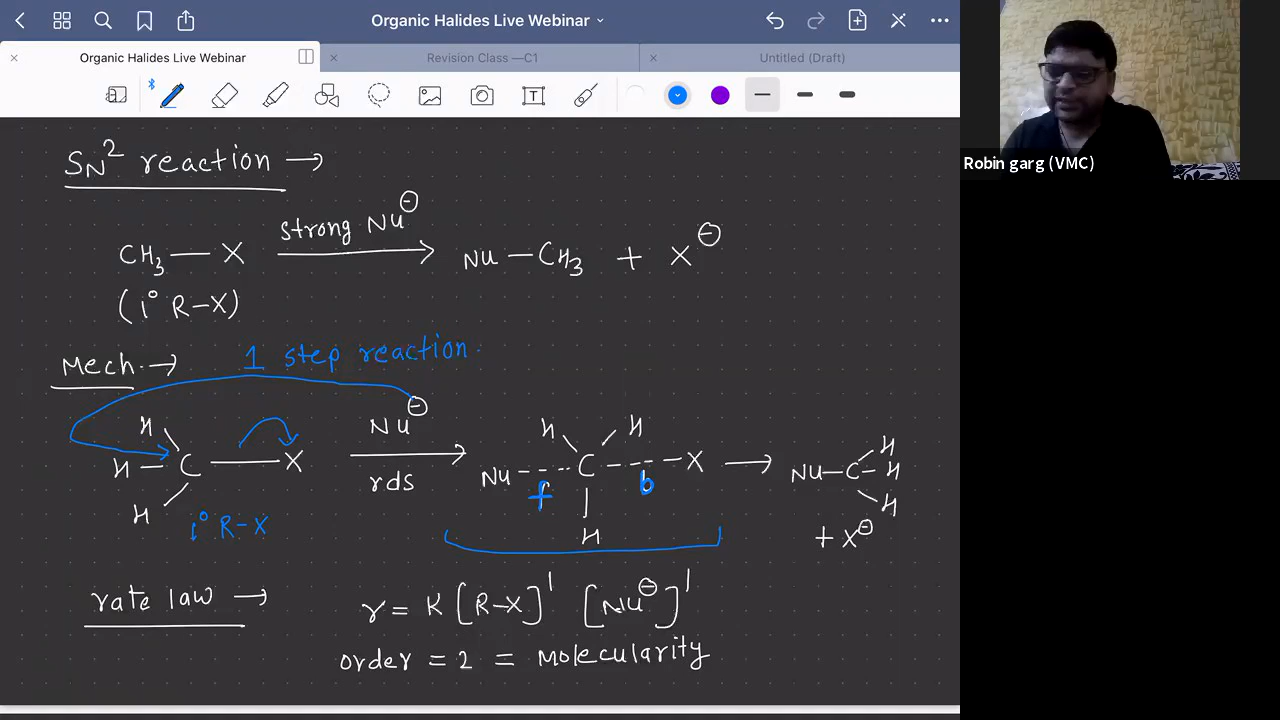 Organic Halides Live Webinar
Organic Halides Live Webinar
Revision Class —C1
Untitled (Draft)
Robin garg (VMC)
SN² reaction →
CH₃ — X strong Nu⊖ → Nu — CH₃ + X⊖
(1° R–X)
Mech. → 1 step reaction.
H
H – C — X
H
1° R–X
Nu⊖
rds
H H
Nu ---- C ---- X →
f b
H
Nu–C–H
H
H
+ X⊖
rate law → r = K [R–X]¹ [Nu⊖]¹
order = 2 = Molecularity